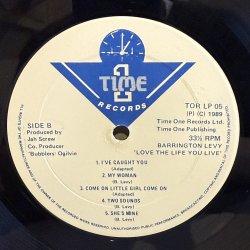 TIME 1
RECORDS
SIDE B
Produced by
Jah Screw
Co. Producer
'Bubblers' Ogilvin
TOR LP 05
(P) (C) 1989
Time One Records Ltd.
Time One Publishing
33⅓ RPM
BARRINGTON LEVY
'LOVE THE LIFE YOU LIVE'
1. I'VE CAUGHT YOU
(Adapted)
2. MY WOMAN
(B. Levy)
3. COME ON LITTLE GIRL COME ON
(Adapted)
4. TWO SOUNDS
(B. Levy)
5. SHE'S MINE
(B. Levy)